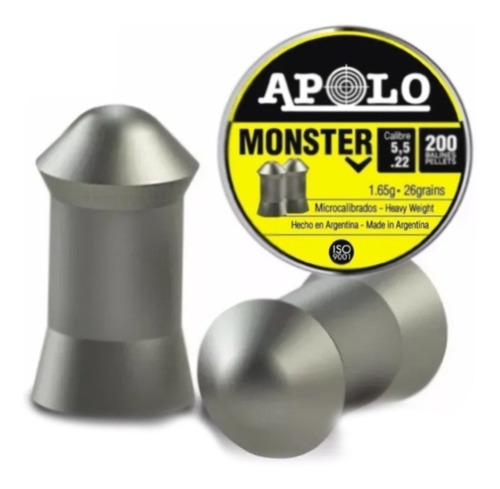 APOLO
MONSTER
Calibre
5,5
.22
200
BALINES
PELLETS
1.65g - 26grains
Microcalibrados - Heavy Weight
Hecho en Argentina - Made in Argentina
ISO
9001